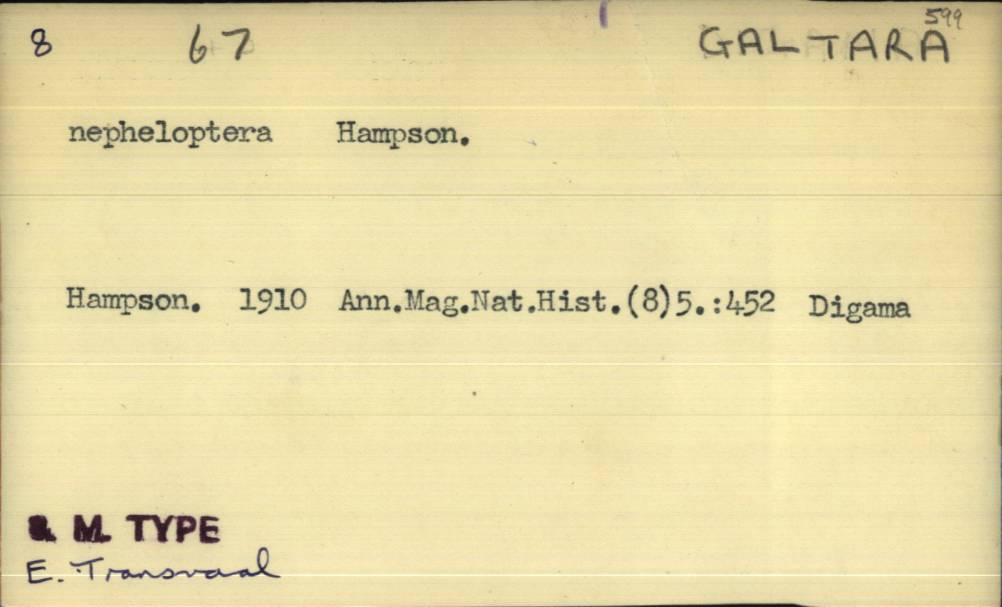 8 67 GALTARA 599
nepheloptera Hampson.
Hampson. 1910 Ann.Mag.Nat.Hist.(8)5.:452 Digama
B. M. TYPE
E. Transvaal